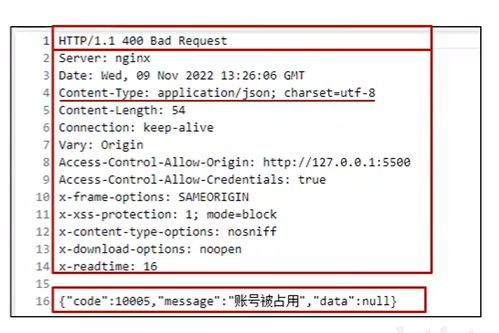 1 HTTP/1.1 400 Bad Request
2 Server: nginx
3 Date: Wed, 09 Nov 2022 13:26:06 GMT
4 Content-Type: application/json; charset=utf-8
5 Content-Length: 54
6 Connection: keep-alive
7 Vary: Origin
8 Access-Control-Allow-Origin: http://127.0.0.1:5500
9 Access-Control-Allow-Credentials: true
10 x-frame-options: SAMEORIGIN
11 x-xss-protection: 1; mode=block
12 x-content-type-options: nosniff
13 x-download-options: noopen
14 x-readtime: 16
15
16 {"code":10005,"message":"账号被占用","data":null}